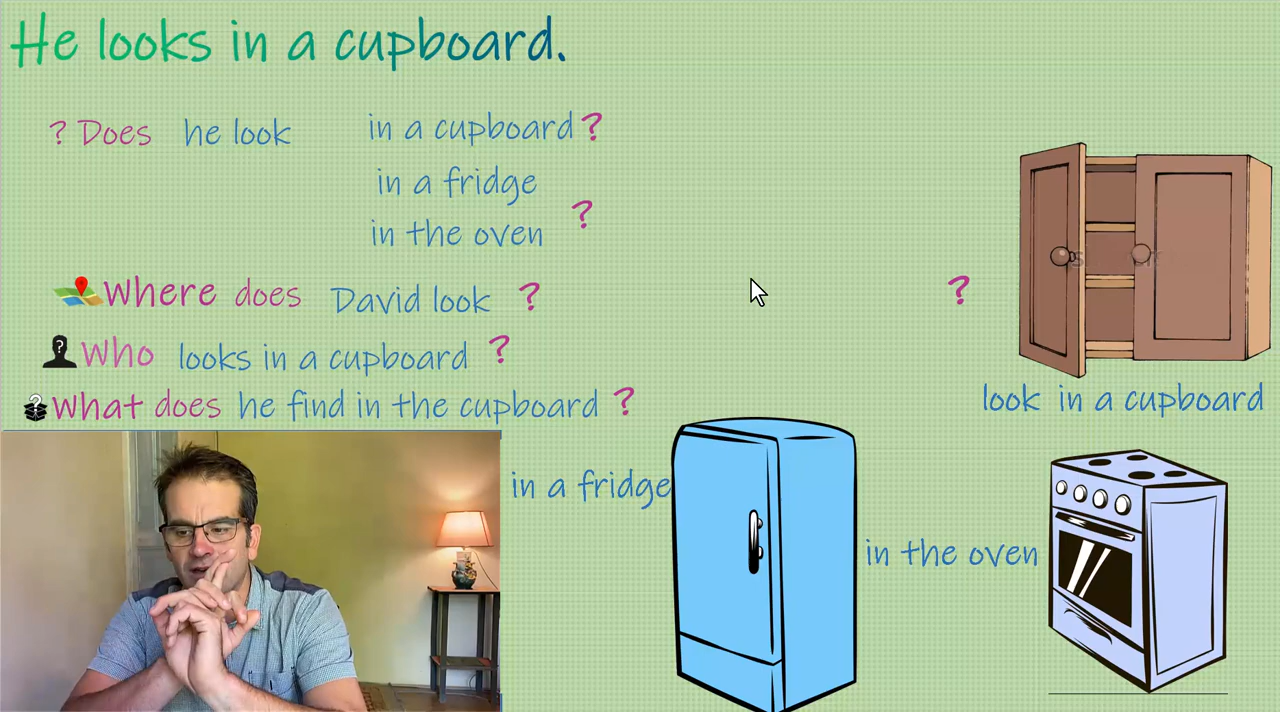 He looks in a cupboard.
? Does he look in a cupboard ?
in a fridge
in the oven ?
Where does David look ?
?
Who looks in a cupboard ?
What does he find in the cupboard ?
look in a cupboard
in a fridge
in the oven